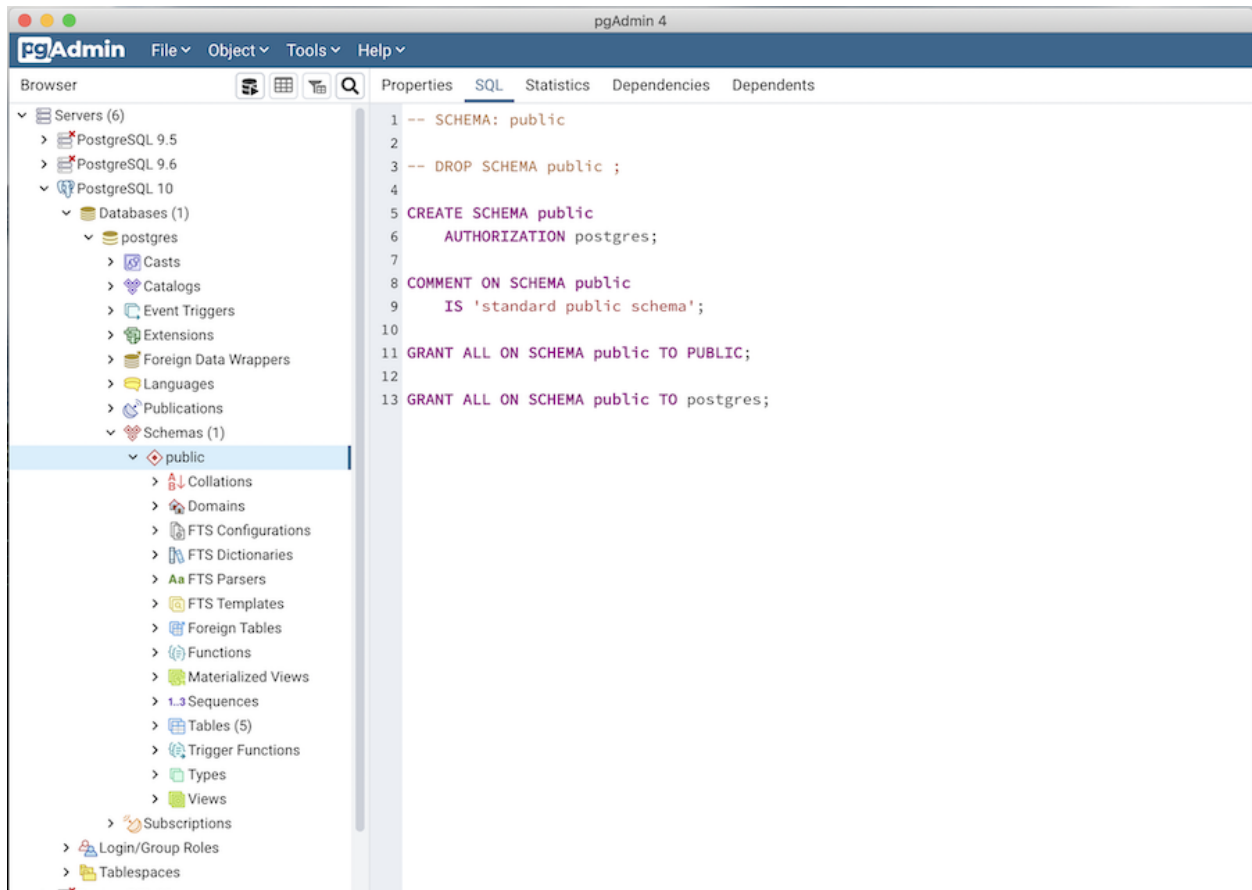 pgAdmin 4
pgAdmin File Object Tools Help
Browser
Properties SQL Statistics Dependencies Dependents
Servers (6)
PostgreSQL 9.5
PostgreSQL 9.6
PostgreSQL 10
Databases (1)
postgres
Casts
Catalogs
Event Triggers
Extensions
Foreign Data Wrappers
Languages
Publications
Schemas (1)
public
Collations
Domains
FTS Configurations
FTS Dictionaries
Aa FTS Parsers
FTS Templates
Foreign Tables
Functions
Materialized Views
1..3 Sequences
Tables (5)
Trigger Functions
Types
Views
Subscriptions
Login/Group Roles
Tablespaces
1 -- SCHEMA: public
2
3 -- DROP SCHEMA public ;
4
5 CREATE SCHEMA public
6 AUTHORIZATION postgres;
7
8 COMMENT ON SCHEMA public
9 IS 'standard public schema';
10
11 GRANT ALL ON SCHEMA public TO PUBLIC;
12
13 GRANT ALL ON SCHEMA public TO postgres;